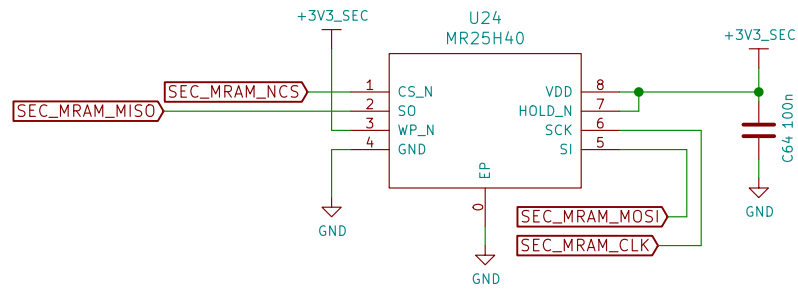 +3V3_SEC
U24
MR25H40
+3V3_SEC
SEC_MRAM_NCS
1
CS_N
VDD
8
SEC_MRAM_MISO
2
SO
HOLD_N
7
3
WP_N
SCK
6
4
GND
SI
5
C64 100n
EP
0
GND
SEC_MRAM_MOSI
SEC_MRAM_CLK
GND
GND